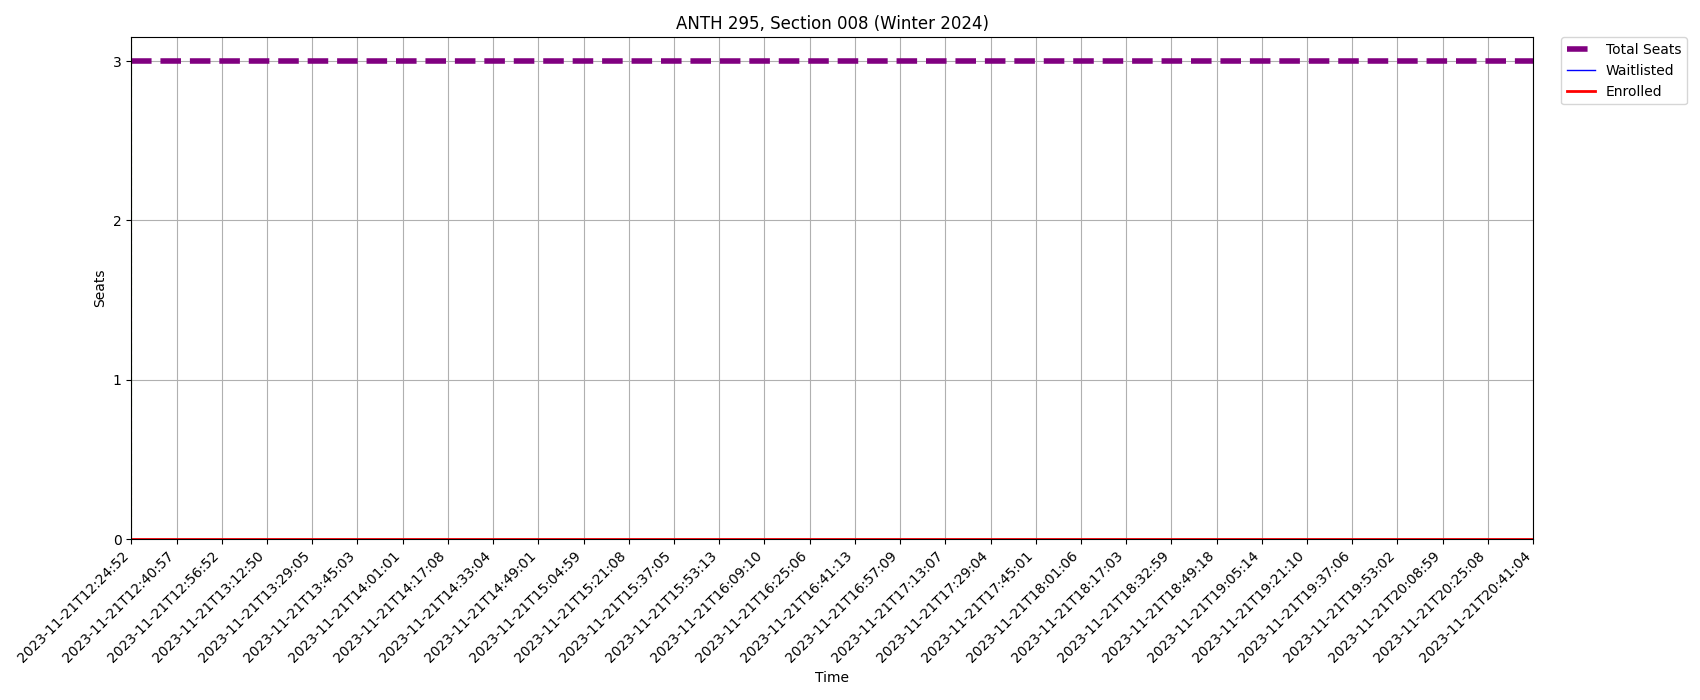 ANTH 295, Section 008 (Winter 2024)
Total Seats
Waitlisted
Enrolled
Seats
3
2
1
0
2023-11-21T12:24:52
2023-11-21T12:40:57
2023-11-21T12:56:52
2023-11-21T13:12:50
2023-11-21T13:29:05
2023-11-21T13:45:03
2023-11-21T14:01:01
2023-11-21T14:17:08
2023-11-21T14:33:04
2023-11-21T14:49:01
2023-11-21T15:04:59
2023-11-21T15:21:08
2023-11-21T15:37:05
2023-11-21T15:53:13
2023-11-21T16:09:10
2023-11-21T16:25:06
2023-11-21T16:41:13
2023-11-21T16:57:09
2023-11-21T17:13:07
2023-11-21T17:29:04
2023-11-21T17:45:01
2023-11-21T18:01:06
2023-11-21T18:17:03
2023-11-21T18:32:59
2023-11-21T18:49:18
2023-11-21T19:05:14
2023-11-21T19:21:10
2023-11-21T19:37:06
2023-11-21T19:53:02
2023-11-21T20:08:59
2023-11-21T20:25:08
2023-11-21T20:41:04
Time